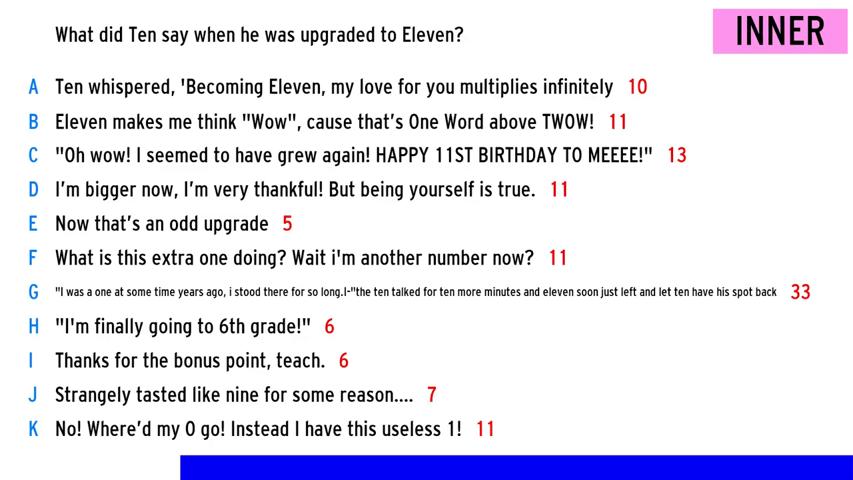 What did Ten say when he was upgraded to Eleven?
INNER
A Ten whispered, 'Becoming Eleven, my love for you multiplies infinitely 10
B Eleven makes me think "Wow", cause that's One Word above TWOW! 11
C "Oh wow! I seemed to have grew again! HAPPY 11ST BIRTHDAY TO MEEEE!" 13
D I'm bigger now, I'm very thankful! But being yourself is true. 11
E Now that's an odd upgrade 5
F What is this extra one doing? Wait i'm another number now? 11
G "I was a one at some time years ago, i stood there for so long.I-"the ten talked for ten more minutes and eleven soon just left and let ten have his spot back 33
H "I'm finally going to 6th grade!" 6
I Thanks for the bonus point, teach. 6
J Strangely tasted like nine for some reason.... 7
K No! Where'd my 0 go! Instead I have this useless 1! 11